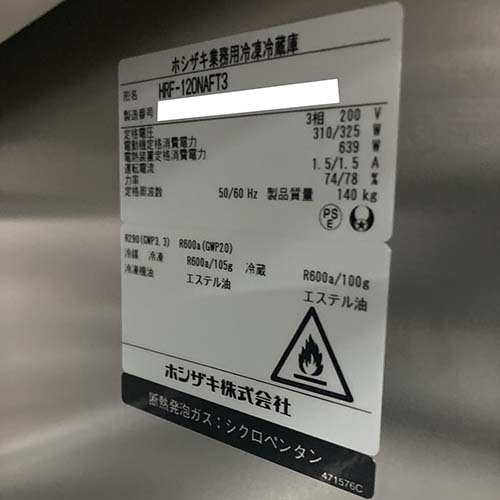 ホシザキ業務用冷凍冷蔵庫
形名 HRF-120NAFT3
製造番号
定格電圧 3相 200 V
電動機定格消費電力 310/325 W
電熱装置定格消費電力 639 W
運転電流 1.5/1.5 A
力率 74/78 %
定格周波数 50/60 Hz 製品質量 140 kg
PS E
R290(GWP3.3) R600a(GWP20)
冷媒 冷凍 R600a/105g 冷蔵 R600a/100g
冷凍機油 エステル油 エステル油
ホシザキ株式会社
断熱発泡ガス：シクロペンタン
471576C